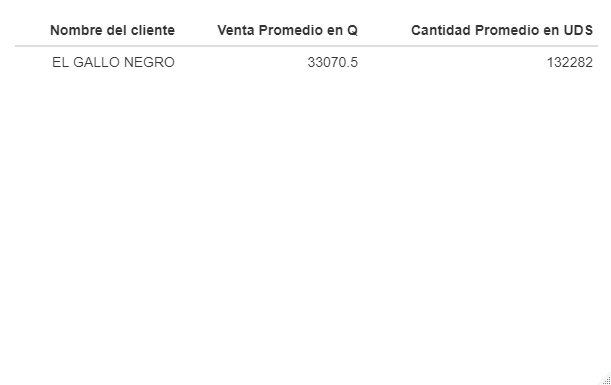 Nombre del cliente Venta Promedio en Q Cantidad Promedio en UDS
EL GALLO NEGRO 33070.5 132282